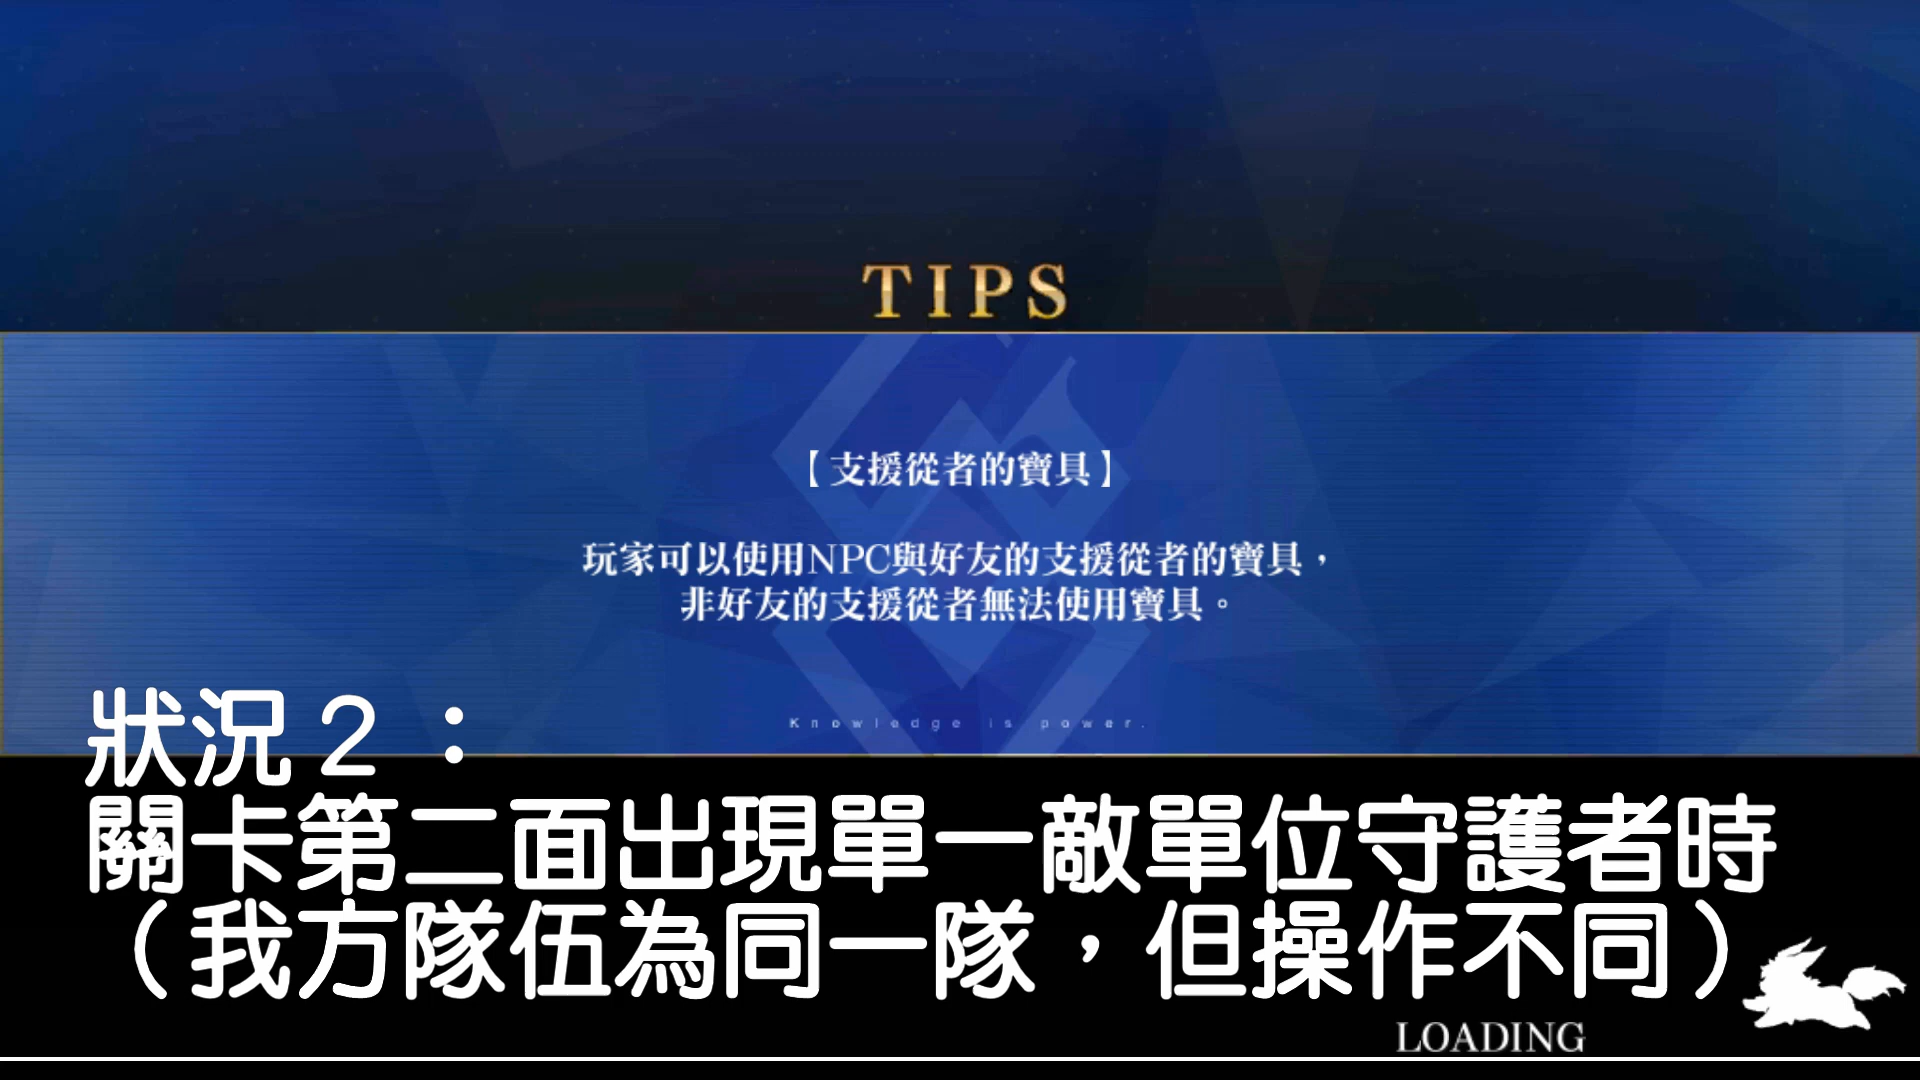 TIPS
【支援從者的寶具】
玩家可以使用NPC與好友的支援從者的寶具，
非好友的支援從者無法使用寶具。
Knowledge is power.
狀況２：
關卡第二面出現單一敵單位守護者時
（我方隊伍為同一隊，但操作不同）
LOADING